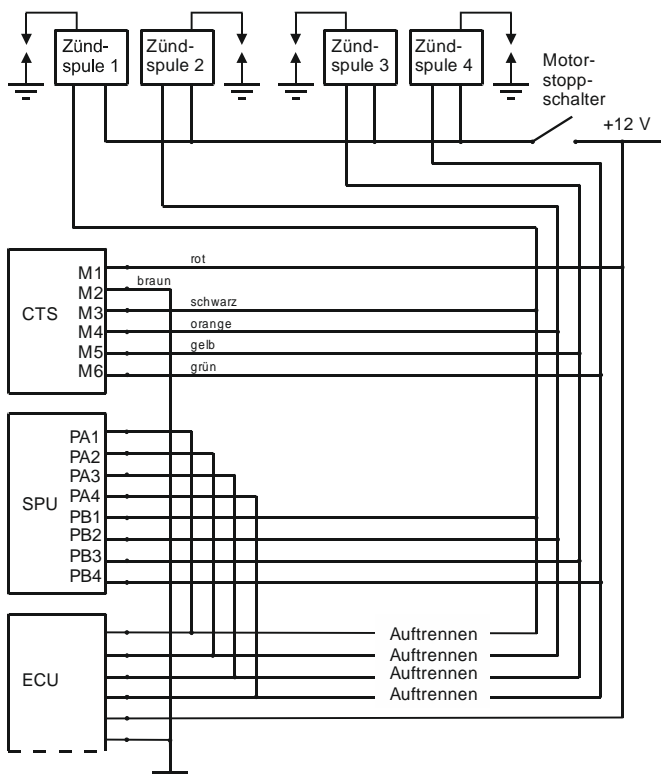 Zünd-
spule 1
Zünd-
spule 2
Zünd-
spule 3
Zünd-
spule 4
Motor-
stopp-
schalter
+12 V
CTS
M1
M2
M3
M4
M5
M6
rot
braun
schwarz
orange
gelb
grün
SPU
PA1
PA2
PA3
PA4
PB1
PB2
PB3
PB4
ECU
Auftrennen
Auftrennen
Auftrennen
Auftrennen